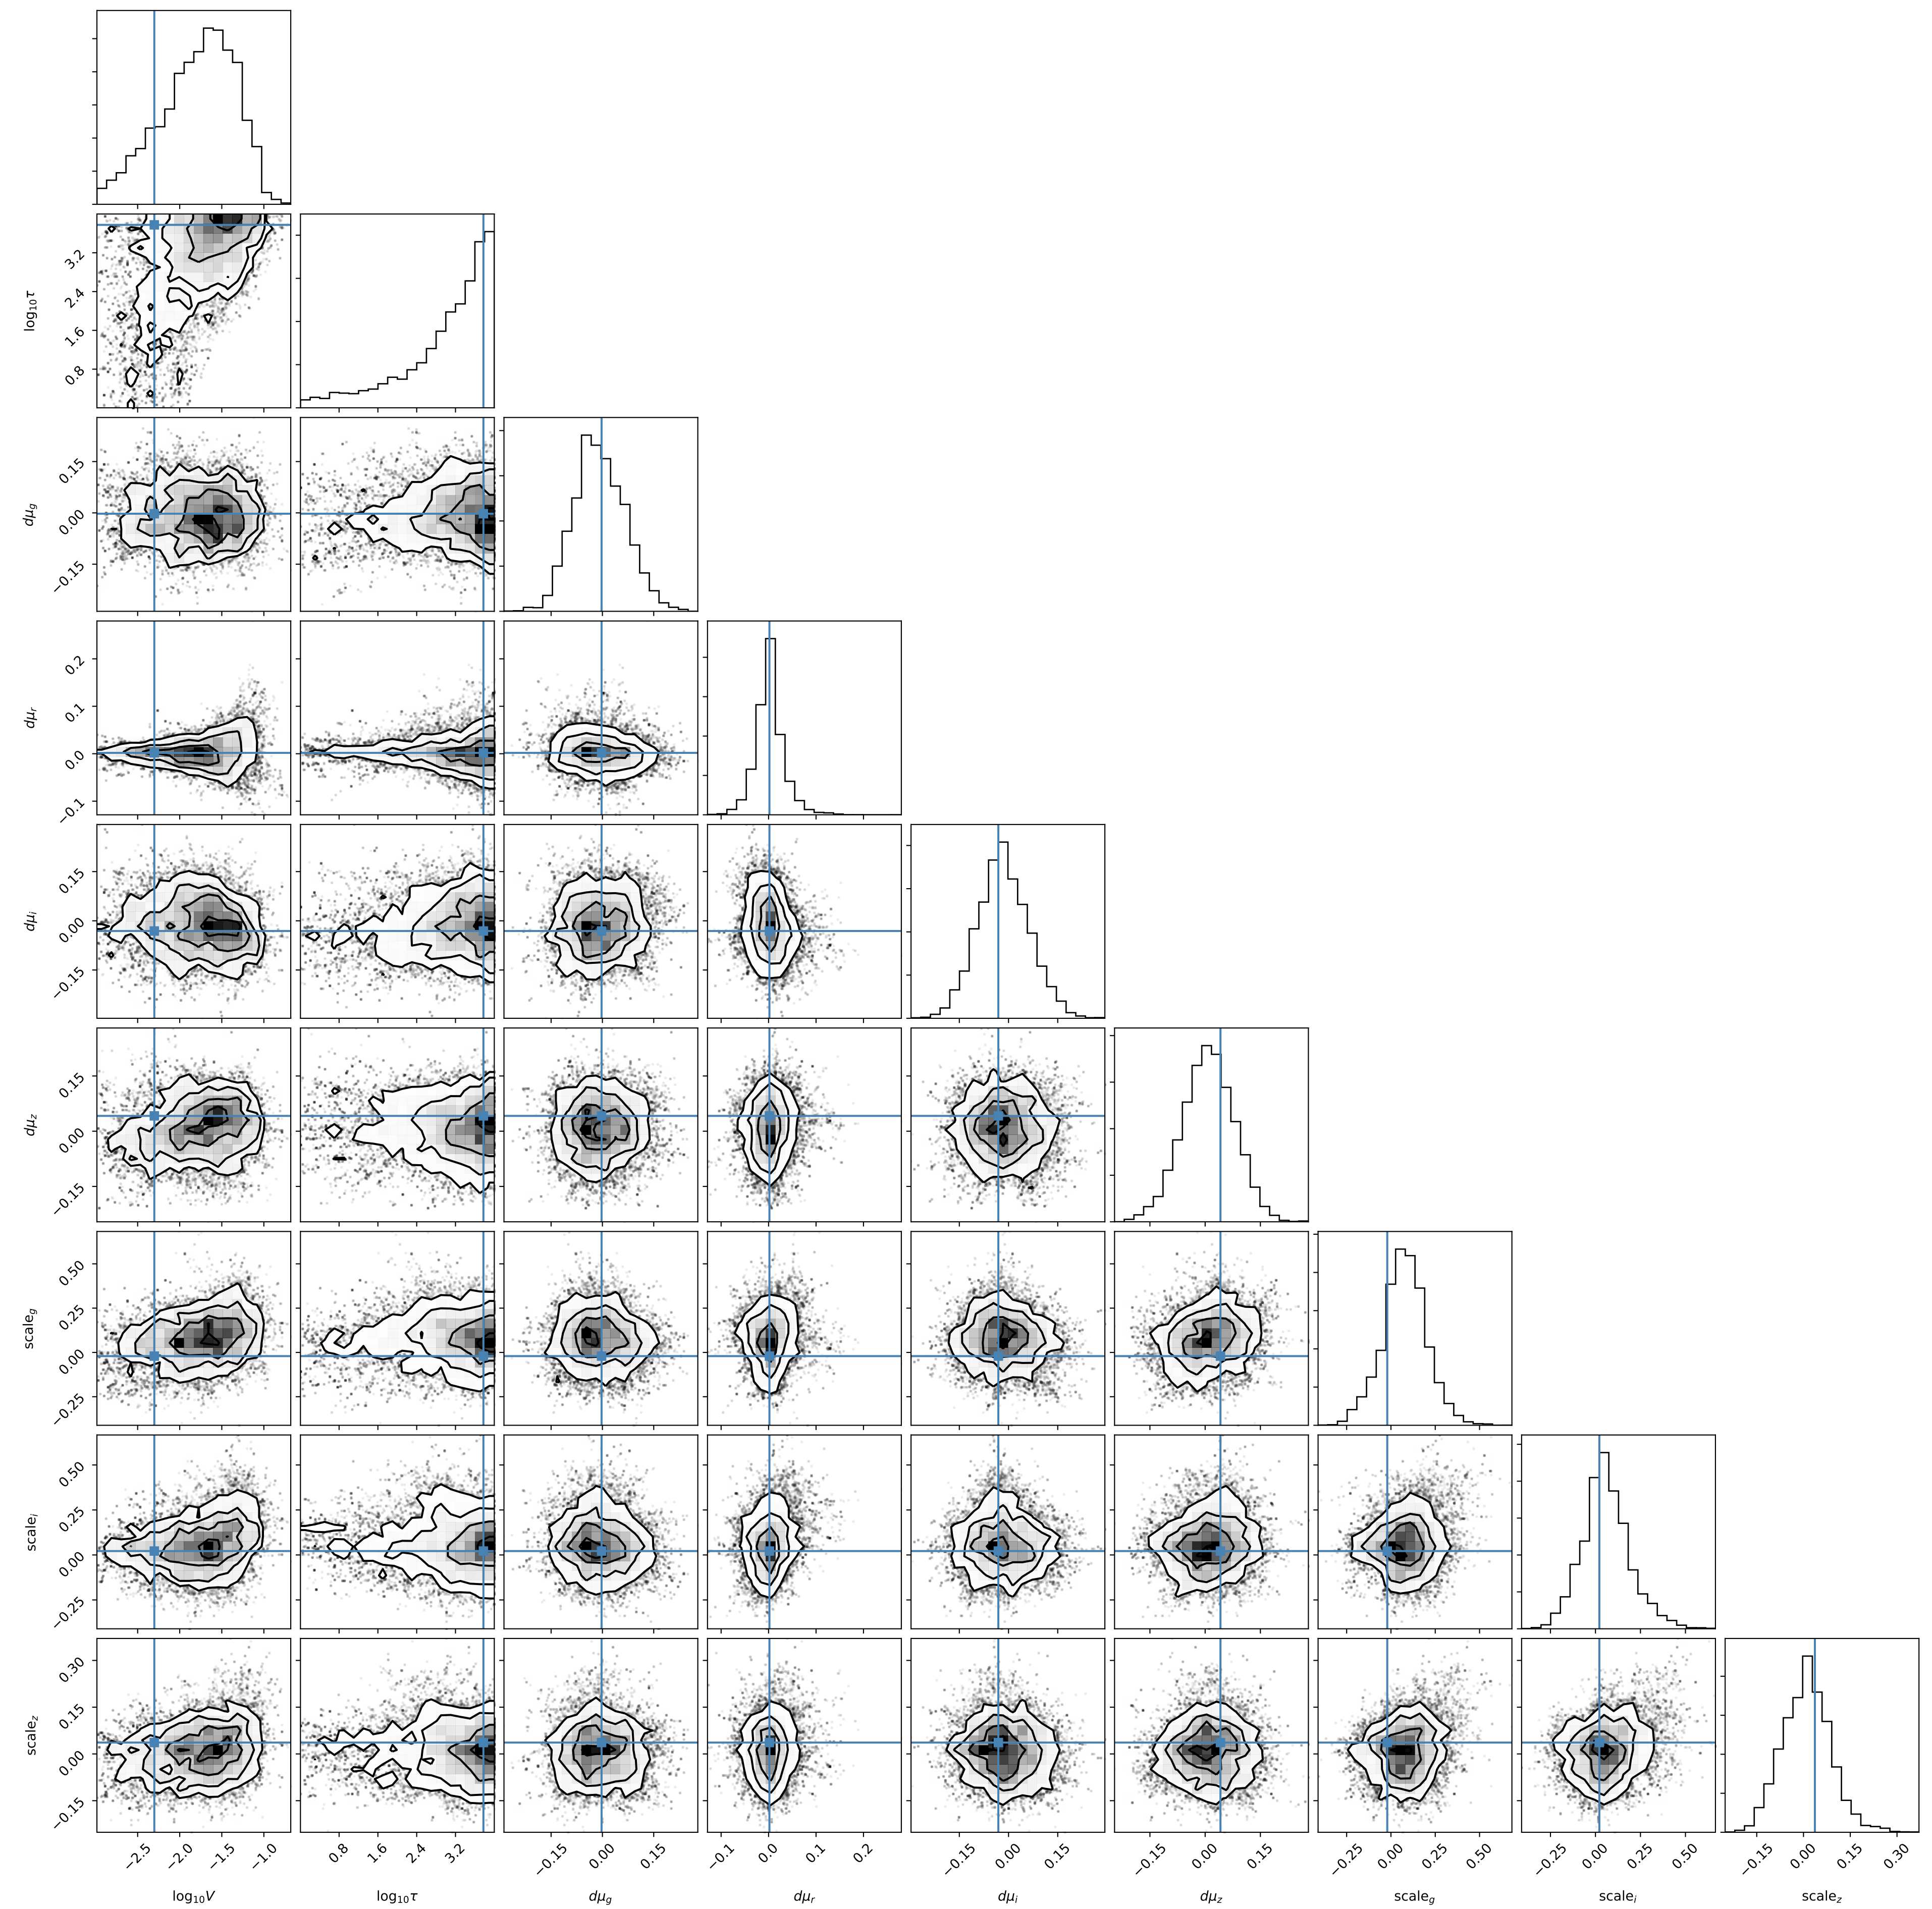 3.2
2.4
1.6
0.8
log₁₀τ
0.15
0.00
−0.15
dμ_g
0.2
0.1
0.0
−0.1
dμ_r
0.15
0.00
−0.15
dμ_i
0.15
0.00
−0.15
dμ_z
0.50
0.25
0.00
−0.25
scale_g
0.50
0.25
0.00
−0.25
scale_i
0.30
0.15
0.00
−0.15
scale_z
−2.5 −2.0 −1.5 −1.0 0.8 1.6 2.4 3.2 −0.15 0.00 0.15 −0.1 0.0 0.1 0.2 −0.15 0.00 0.15 −0.15 0.00 0.15 −0.25 0.00 0.25 0.50 −0.25 0.00 0.25 0.50 −0.15 0.00 0.15 0.30
log₁₀V log₁₀τ dμ_g dμ_r dμ_i dμ_z scale_g scale_i scale_z